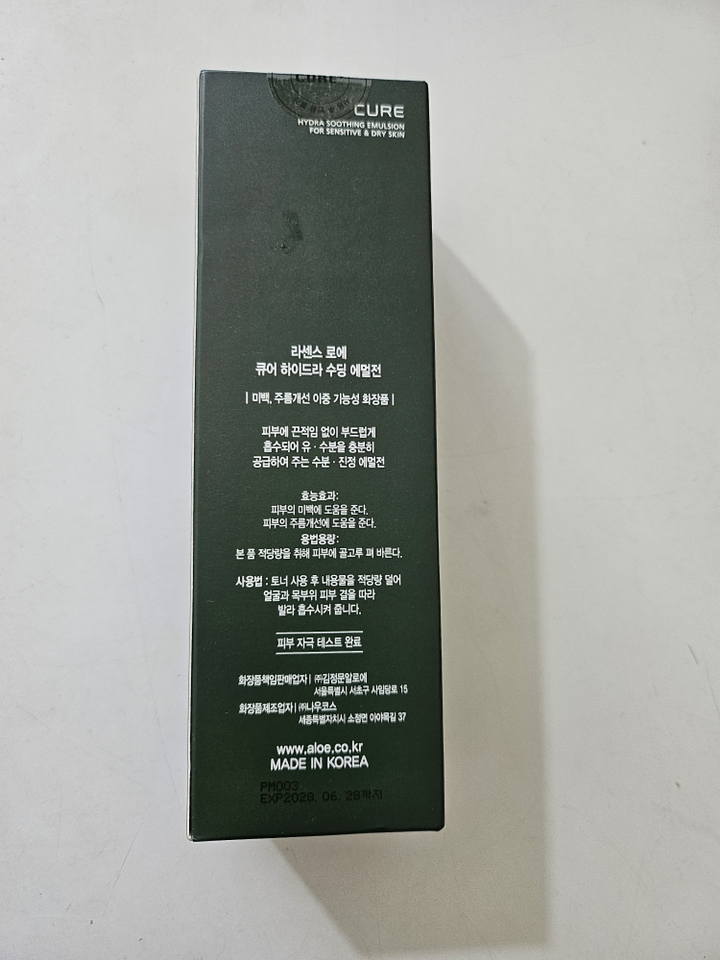 CURE
CURE
HYDRA SOOTHING EMULSION
FOR SENSITIVE & DRY SKIN
라센스 로에
큐어 하이드라 수딩 에멀전
| 미백, 주름개선 이중 기능성 화장품 |
피부에 끈적임 없이 부드럽게
흡수되어 유·수분을 충분히
공급하여 주는 수분·진정 에멀전
효능효과:
피부의 미백에 도움을 준다.
피부의 주름개선에 도움을 준다.
용법용량:
본 품 적당량을 취해 피부에 골고루 펴 바른다.
사용법 : 토너 사용 후 내용물을 적당량 덜어
얼굴과 목부위 피부 결을 따라
발라 흡수시켜 줍니다.
피부 자극 테스트 완료
화장품책임판매업자 | ㈜김정문알로에
서울특별시 서초구 사임당로 15
화장품제조업자 | ㈜나우코스
세종특별자치시 소정면 아야목길 37
www.aloe.co.kr
MADE IN KOREA
PM003
EXP2028. 06. 28까지